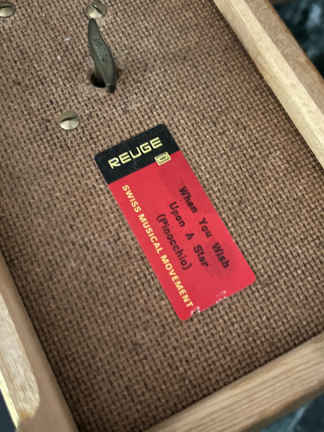 REUGE
SWISS MUSICAL MOVEMENT
When You Wish
Upon A Star
(Pinocchio)